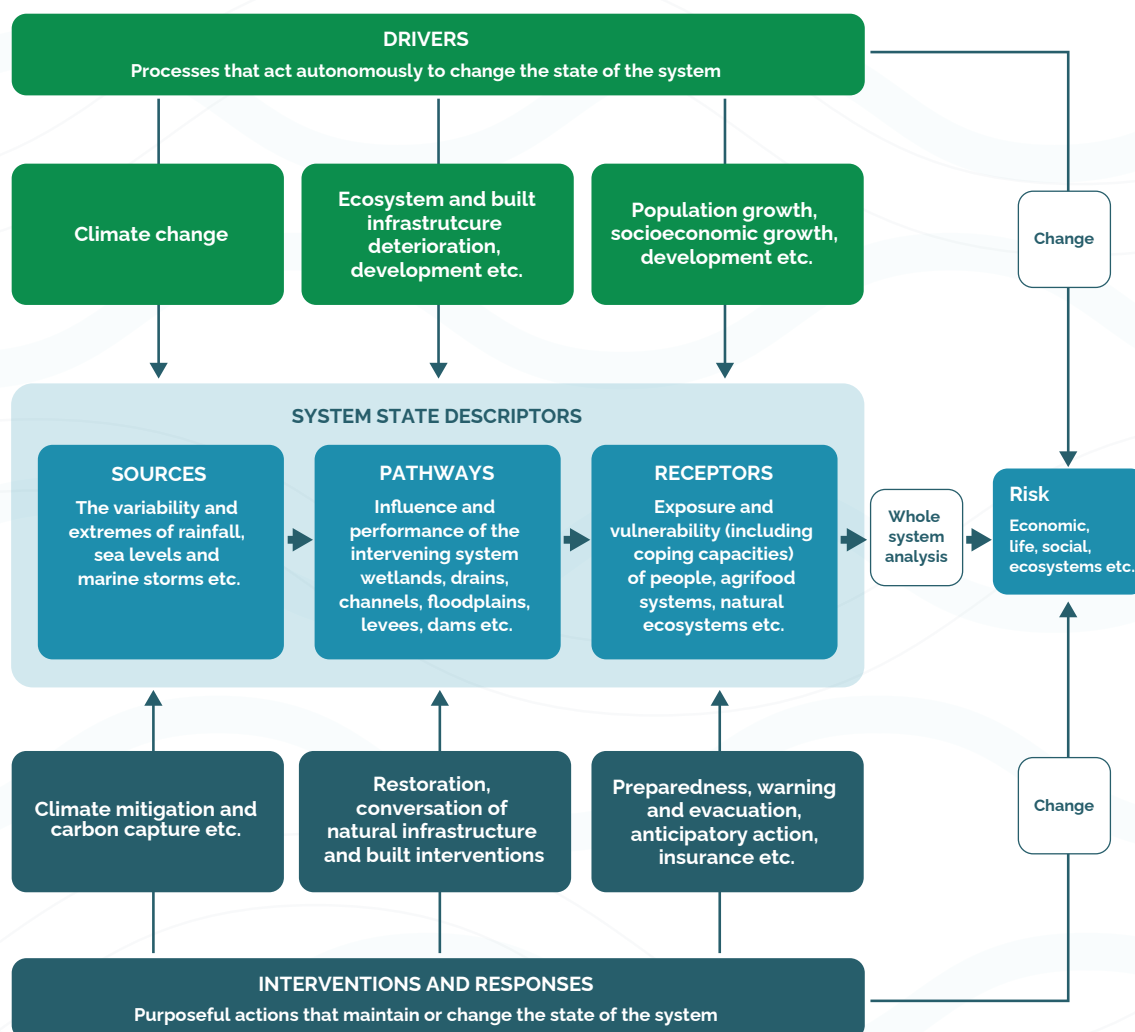 DRIVERS
Processes that act autonomously to change the state of the system
Climate change
Ecosystem and built
infrastrutcure
deterioration,
development etc.
Population growth,
socioeconomic growth,
development etc.
Change
SYSTEM STATE DESCRIPTORS
SOURCES
The variability and
extremes of rainfall,
sea levels and
marine storms etc.
PATHWAYS
Influence and
performance of the
intervening system
wetlands, drains,
channels, floodplains,
levees, dams etc.
RECEPTORS
Exposure and
vulnerability (including
coping capacities)
of people, agrifood
systems, natural
ecosystems etc.
Whole
system
analysis
Risk
Economic,
life, social,
ecosystems etc.
Climate mitigation and
carbon capture etc.
Restoration,
conversation of
natural infrastructure
and built interventions
Preparedness, warning
and evacuation,
anticipatory action,
insurance etc.
Change
INTERVENTIONS AND RESPONSES
Purposeful actions that maintain or change the state of the system